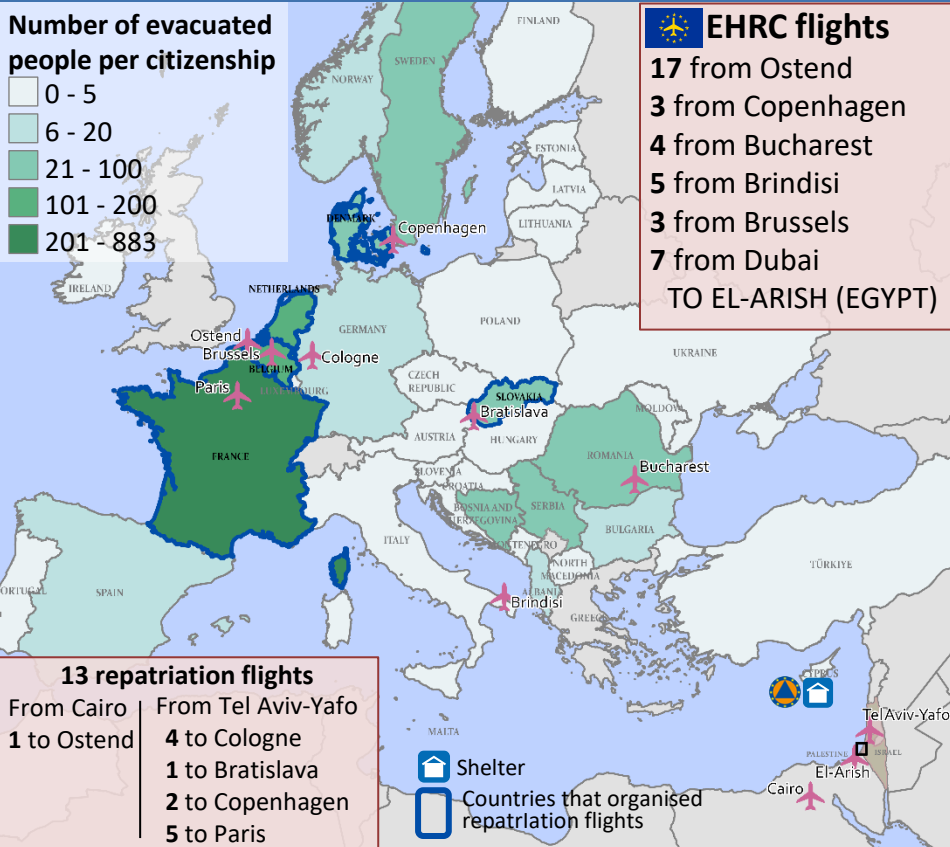 Number of evacuated
people per citizenship
0 - 5
6 - 20
21 - 100
101 - 200
201 - 883
EHRC flights
17 from Ostend
3 from Copenhagen
4 from Bucharest
5 from Brindisi
3 from Brussels
7 from Dubai
TO EL-ARISH (EGYPT)
FINLAND
SWEDEN
NORWAY
ESTONIA
LATVIA
LITHUANIA
DENMARK
Copenhagen
IRELAND
NETHERLANDS
Ostend
Brussels
BELGIUM
GERMANY
Cologne
POLAND
UKRAINE
Paris
LUXEMBOURG
CZECH
REPUBLIC
SLOVAKIA
Bratislava
MOLDOVA
AUSTRIA
HUNGARY
FRANCE
ROMANIA
Bucharest
SLOVENIA
CROATIA
BOSNIA AND
HERZEGOVINA
SERBIA
BULGARIA
ITALY
MONTENEGRO
NORTH
MACEDONIA
ALBANIA
TÜRKIYE
PORTUGAL
SPAIN
Brindisi
GREECE
13 repatriation flights
From Cairo
1 to Ostend
From Tel Aviv-Yafo
4 to Cologne
1 to Bratislava
2 to Copenhagen
5 to Paris
MALTA
CYPRUS
TelAviv-Yafo
PALESTINE
ISRAEL
El-Arish
Cairo
Shelter
Countries that organised
repatrIation flights